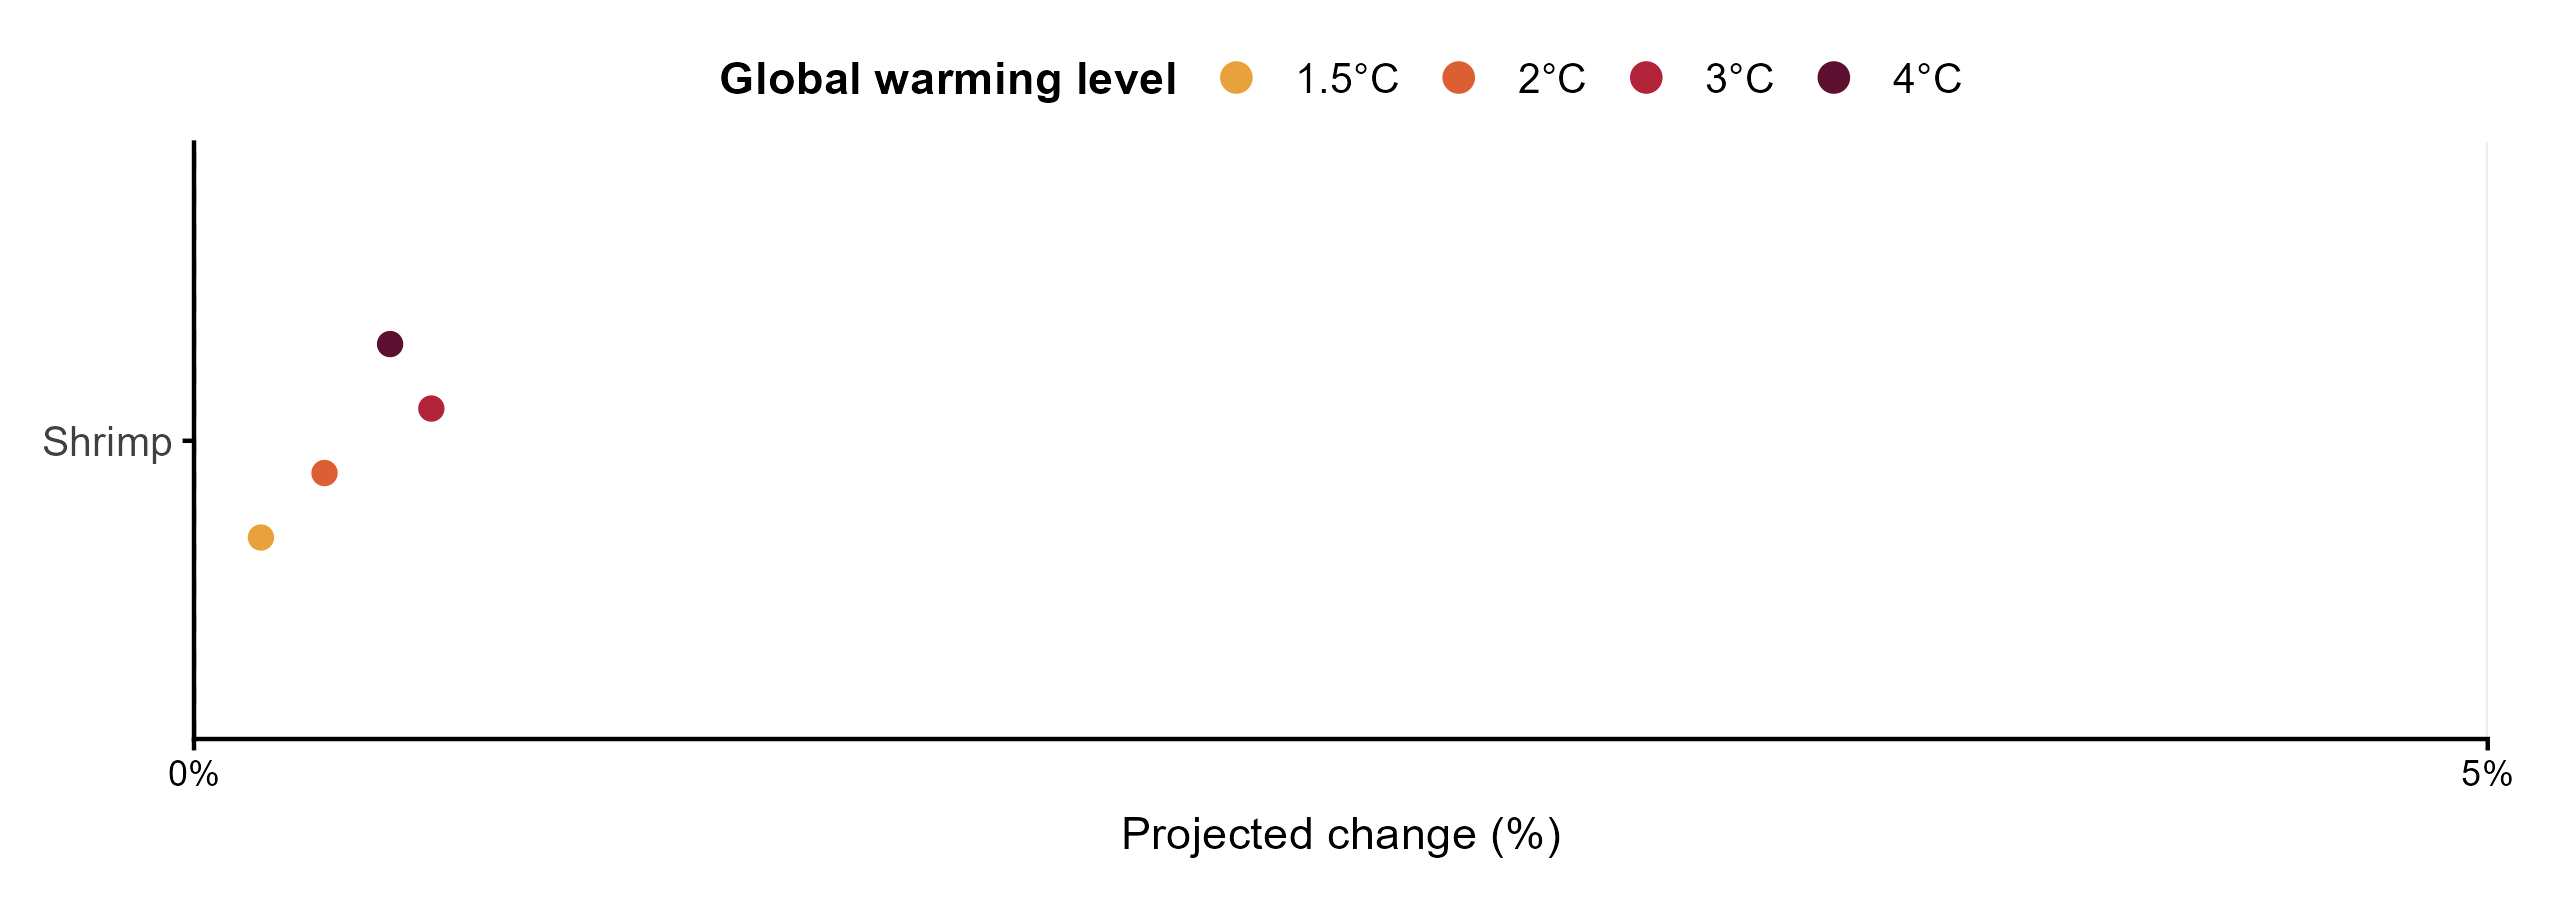 Global warming level 1.5°C 2°C 3°C 4°C
Shrimp
0% 5%
Projected change (%)